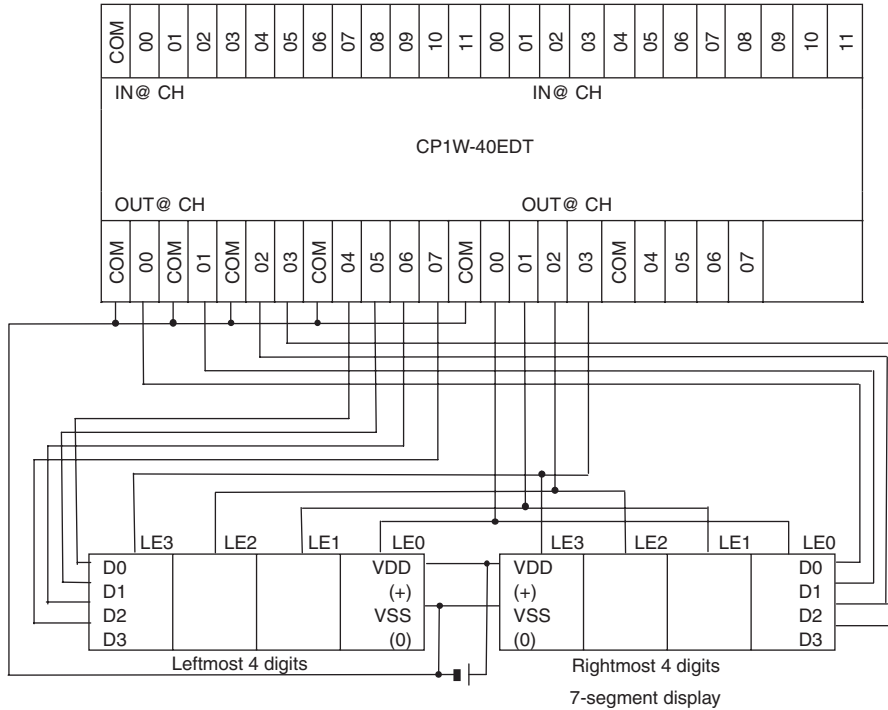 COM 00 01 02 03 04 05 06 07 08 09 10 11 00 01 02 03 04 05 06 07 08 09 10 11
IN@ CH IN@ CH
CP1W-40EDT
OUT@ CH OUT@ CH
COM 00 COM 01 COM 02 03 COM 04 05 06 07 COM 00 01 02 03 COM 04 05 06 07
LE3 LE2 LE1 LE0 LE3 LE2 LE1 LE0
D0 VDD VDD D0
D1 (+) (+) D1
D2 VSS VSS D2
D3 (0) (0) D3
Leftmost 4 digits Rightmost 4 digits
7-segment display